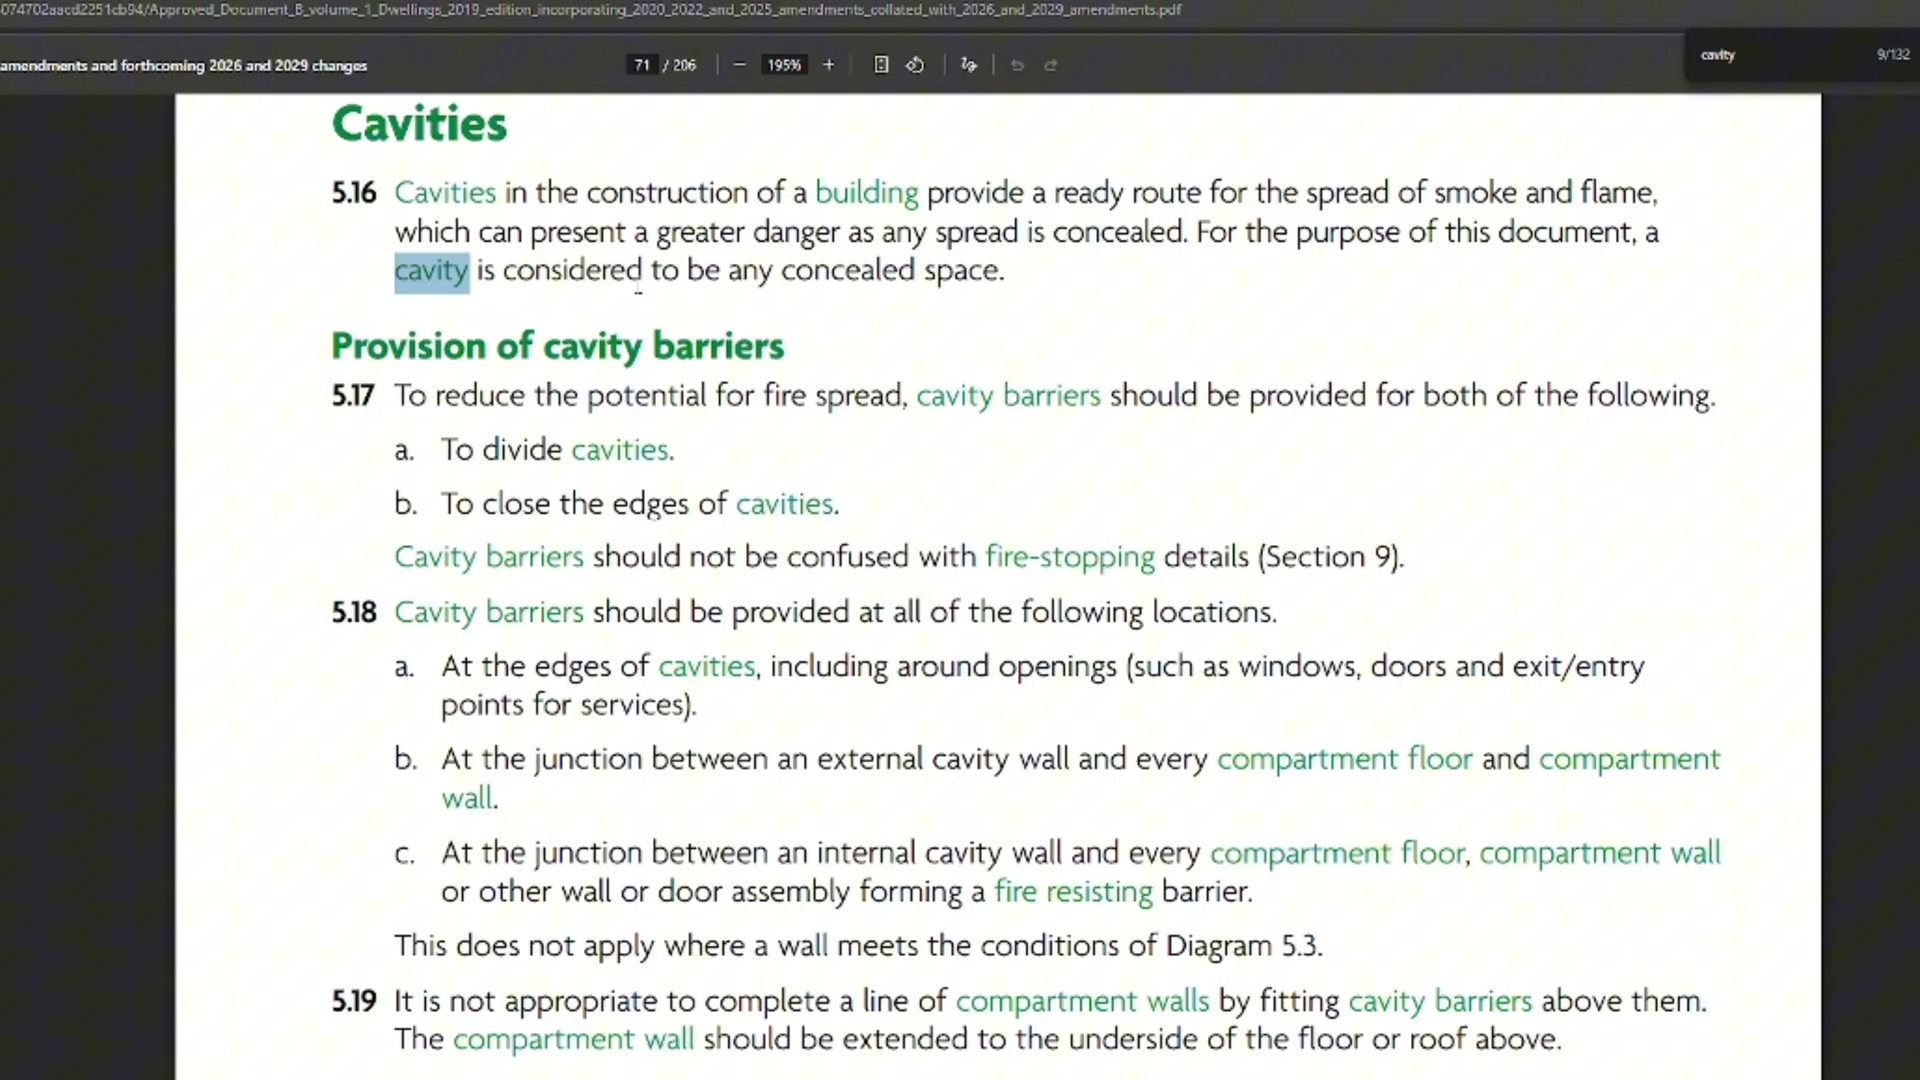 074702aacd2251cb94/Approved_Document_B_volume_1_Dwellings_2019_edition_incorporating_2020_2022_and_2025_amendments_collated_with_2026_and_2029_amendments.pdf
amendments and forthcoming 2026 and 2029 changes
71 / 206
195%
cavity 9/132
Cavities
5.16 Cavities in the construction of a building provide a ready route for the spread of smoke and flame,
which can present a greater danger as any spread is concealed. For the purpose of this document, a
cavity is considered to be any concealed space.
Provision of cavity barriers
5.17 To reduce the potential for fire spread, cavity barriers should be provided for both of the following.
a. To divide cavities.
b. To close the edges of cavities.
Cavity barriers should not be confused with fire-stopping details (Section 9).
5.18 Cavity barriers should be provided at all of the following locations.
a. At the edges of cavities, including around openings (such as windows, doors and exit/entry
points for services).
b. At the junction between an external cavity wall and every compartment floor and compartment
wall.
c. At the junction between an internal cavity wall and every compartment floor, compartment wall
or other wall or door assembly forming a fire resisting barrier.
This does not apply where a wall meets the conditions of Diagram 5.3.
5.19 It is not appropriate to complete a line of compartment walls by fitting cavity barriers above them.
The compartment wall should be extended to the underside of the floor or roof above.